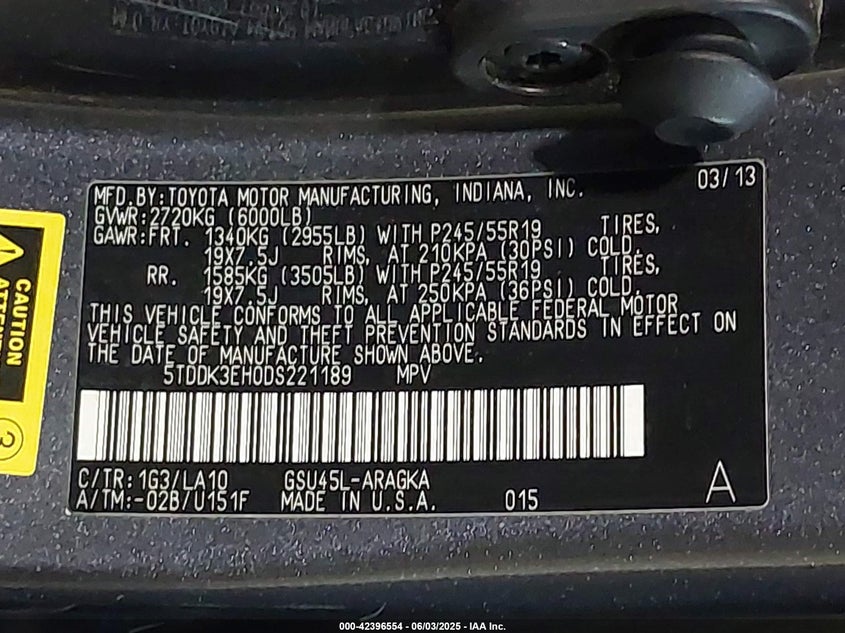 MFD.BY:TOYOTA MOTOR MANUFACTURING, INDIANA, INC. 03/13
GVWR:2720KG (6000LB)
GAWR:FRT. 1340KG (2955LB) WITH P245/55R19 TIRES,
19X7.5J RIMS, AT 210KPA (30PSI) COLD.
RR. 1585KG (3505LB) WITH P245/55R19 TIRES,
19X7.5J RIMS, AT 250KPA (36PSI) COLD.
THIS VEHICLE CONFORMS TO ALL APPLICABLE FEDERAL MOTOR
VEHICLE SAFETY AND THEFT PREVENTION STANDARDS IN EFFECT ON
THE DATE OF MANUFACTURE SHOWN ABOVE.
5TDDK3EH0DS221189 MPV
C/TR:1G3/LA10 GSU45L-ARAGKA
A/TM:-02B/U151F MADE IN U.S.A. 015 A
CAUTION
3
000-42396554 - 06/03/2025 - IAA Inc.